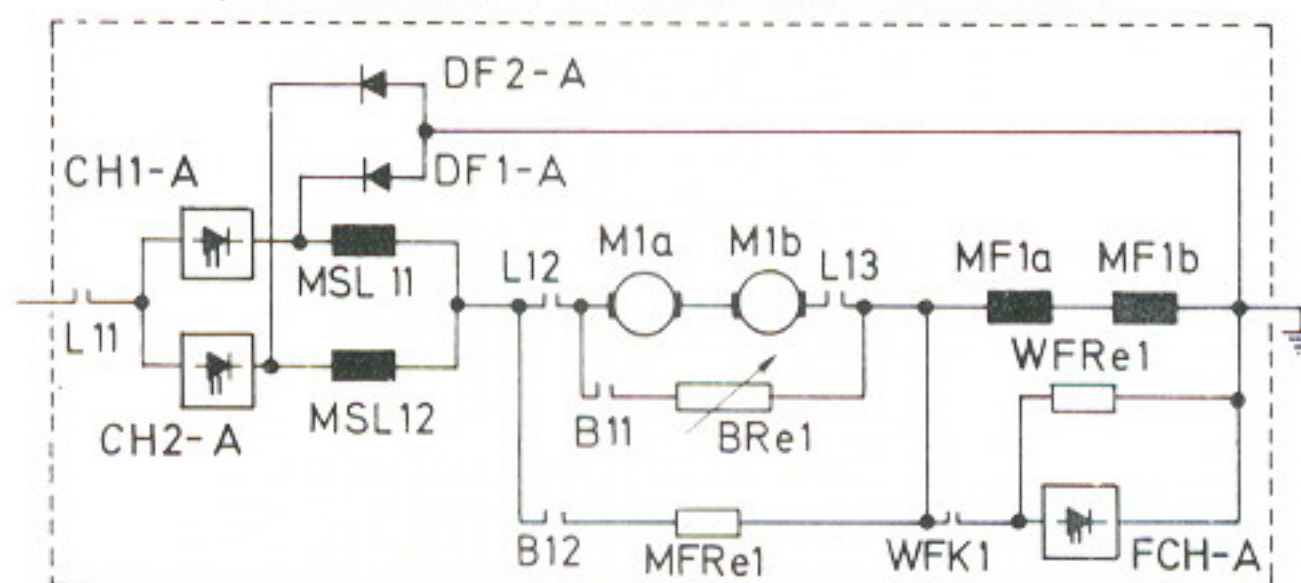 DF2-A
CH1-A
DF1-A
M1a
M1b
L12
L13
MF1a
MF1b
MSL 11
L11
WFRe1
MSL12
CH2-A
B11
BRe1
B12
MFRe1
WFK1
FCH-A